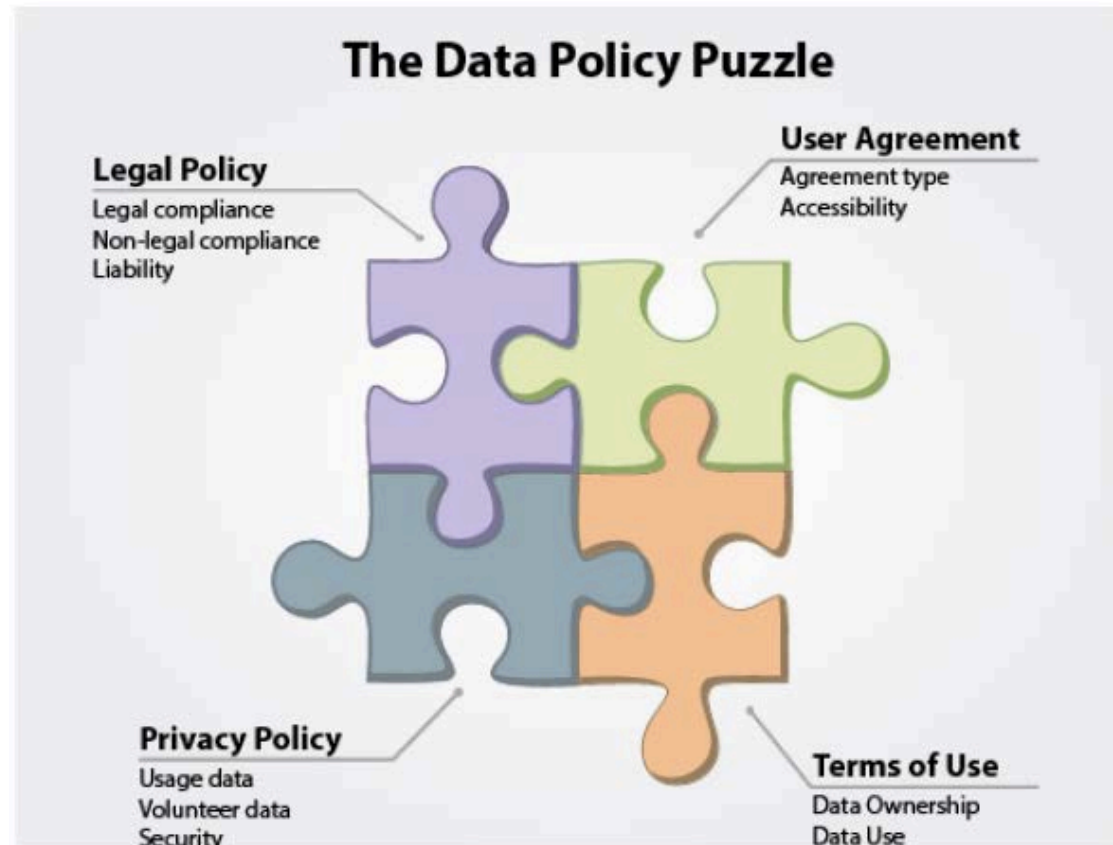 The Data Policy Puzzle
Legal Policy
Legal compliance
Non-legal compliance
Liability
User Agreement
Agreement type
Accessibility
Privacy Policy
Usage data
Volunteer data
Security
Terms of Use
Data Ownership
Data Use